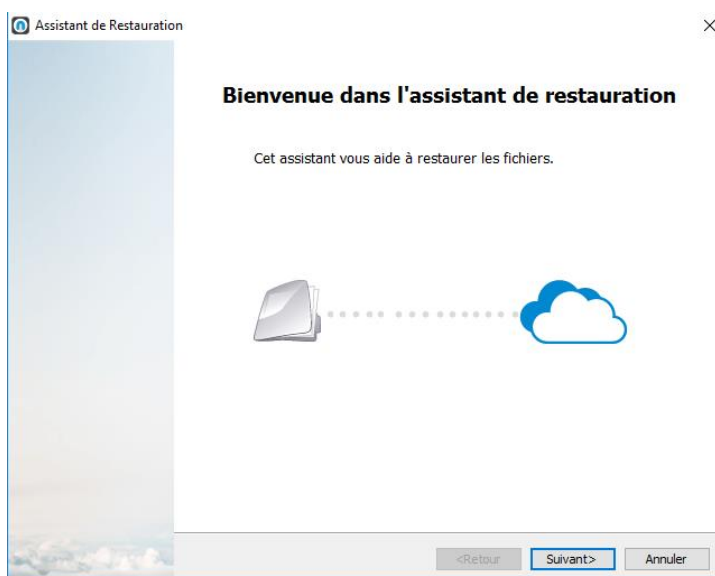 Assistant de Restauration
Bienvenue dans l'assistant de restauration
Cet assistant vous aide à restaurer les fichiers.
<Retour Suivant> Annuler